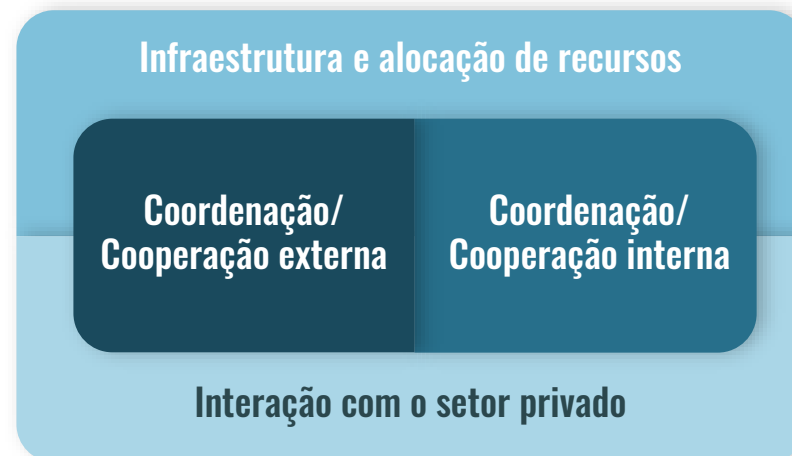 Infraestrutura e alocação de recursos
Coordenação/
Cooperação externa
Coordenação/
Cooperação interna
Interação com o setor privado